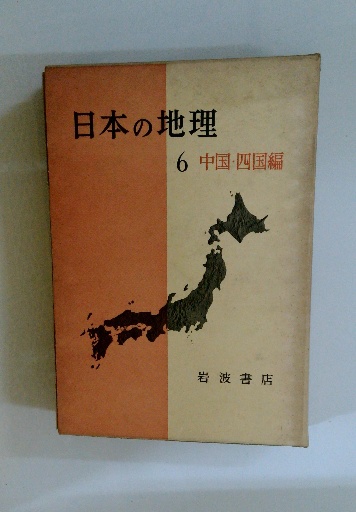 日本の地理
6 中国・四国編
岩波書店